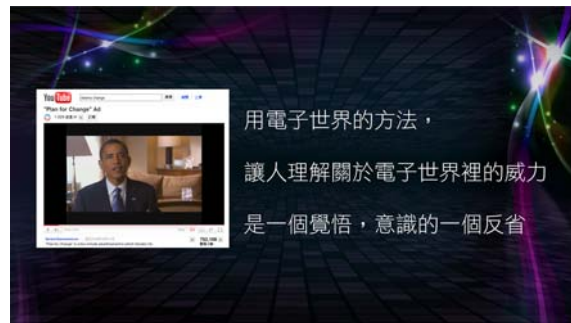 YouTube
"Plan for Change" Ad
用電子世界的方法，
讓人理解關於電子世界裡的威力
是一個覺悟，意識的一個反省